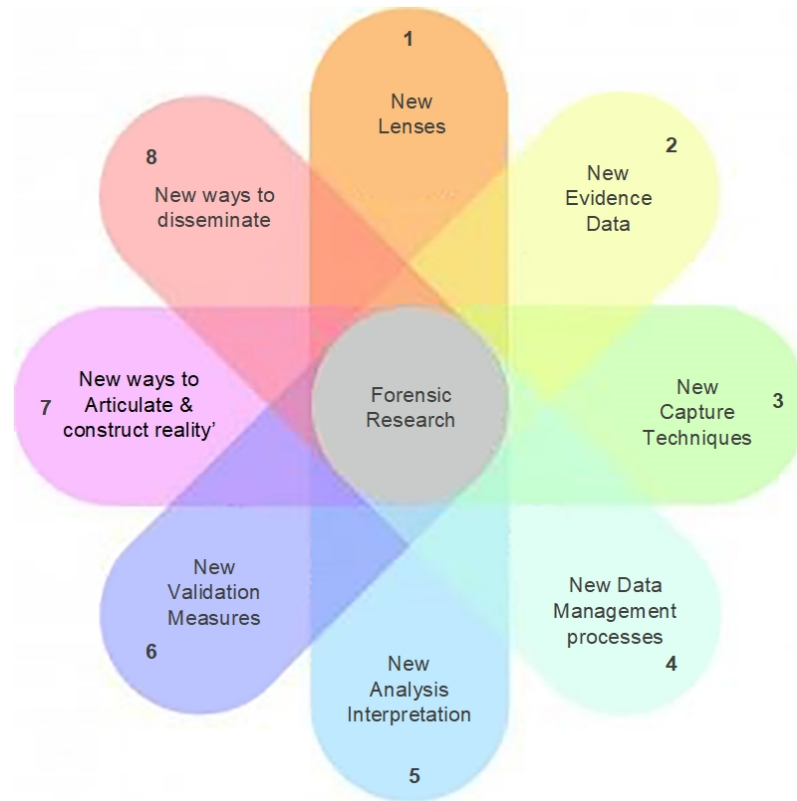 1
New
Lenses
2
New
Evidence
Data
New
Capture
Techniques
3
New Data
Management
processes
4
New
Analysis
Interpretation
5
New
Validation
Measures
6
7
New ways to
Articulate &
construct reality’
8
New ways to
disseminate
Forensic
Research